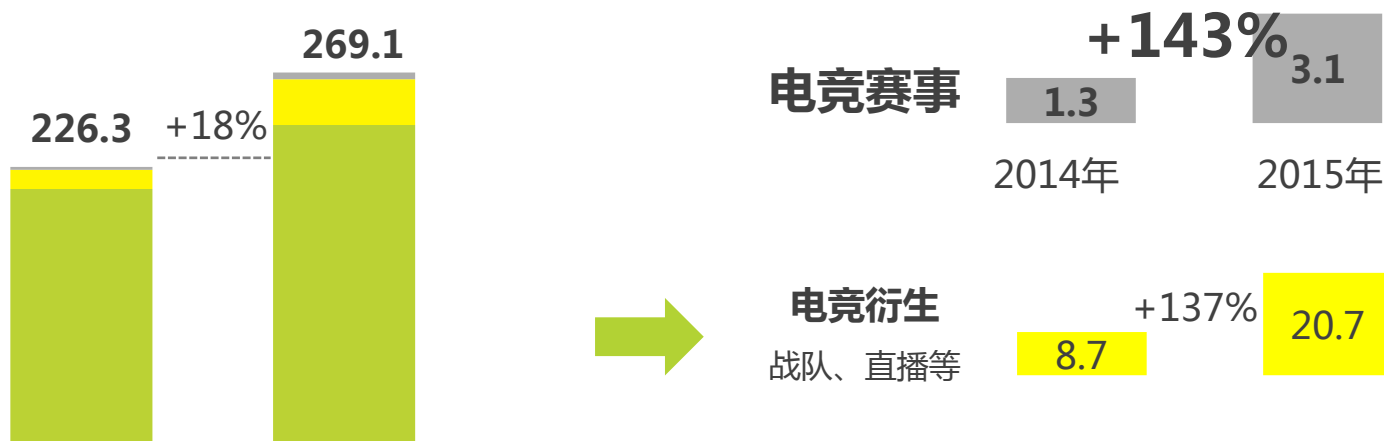 269.1
226.3
+18%
+143%
电竞赛事
1.3
3.1
2014年
2015年
电竞衍生
战队、直播等
+137%
8.7
20.7